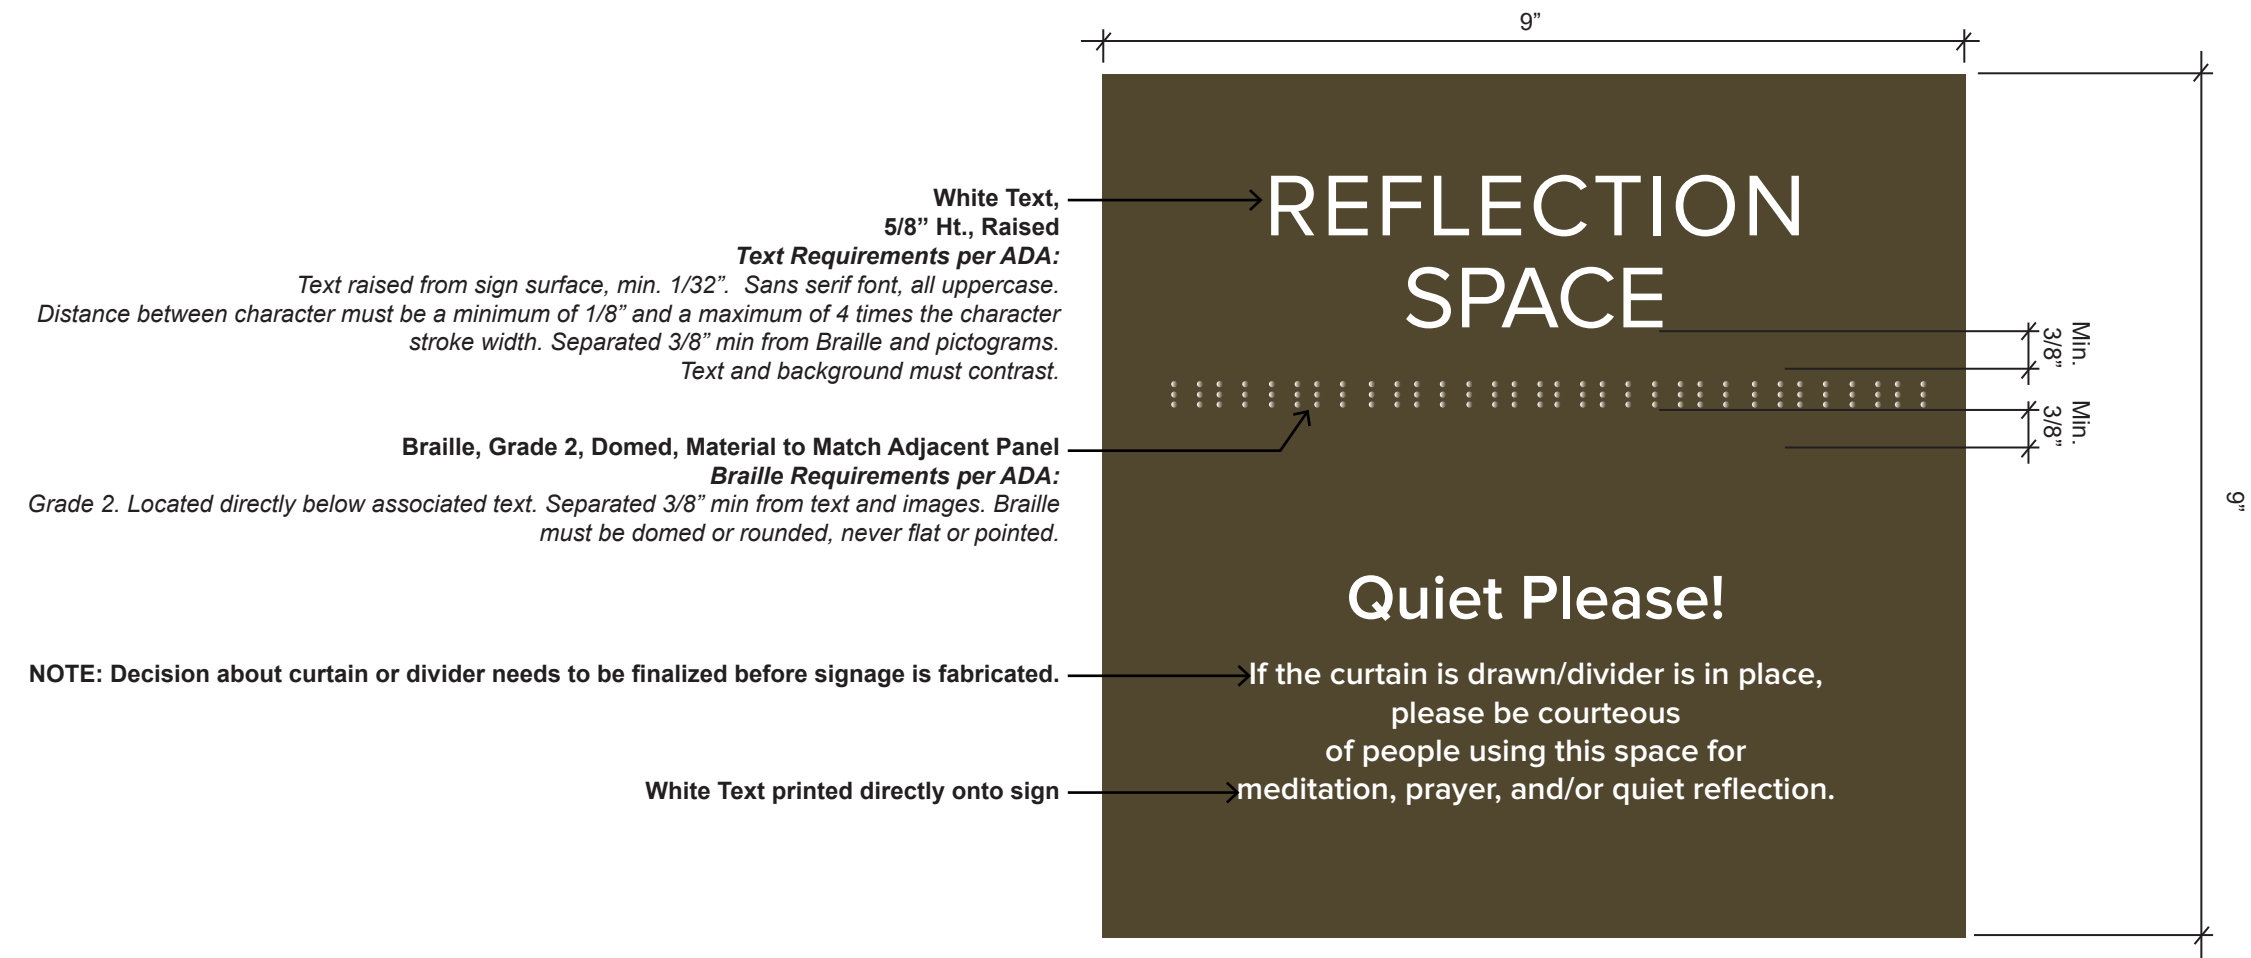 9”
White Text,
5/8” Ht., Raised
Text Requirements per ADA:
Text raised from sign surface, min. 1/32”.  Sans serif font, all uppercase.
Distance between character must be a minimum of 1/8” and a maximum of 4 times the character
stroke width. Separated 3/8” min from Braille and pictograms.
Text and background must contrast.
Braille, Grade 2, Domed, Material to Match Adjacent Panel
Braille Requirements per ADA:
Grade 2. Located directly below associated text. Separated 3/8” min from text and images. Braille
must be domed or rounded, never flat or pointed.
NOTE: Decision about curtain or divider needs to be finalized before signage is fabricated.
White Text printed directly onto sign
REFLECTION
SPACE
Quiet Please!
If the curtain is drawn/divider is in place,
please be courteous
of people using this space for
meditation, prayer, and/or quiet reflection.
Min.
3/8”
Min.
3/8”
9”